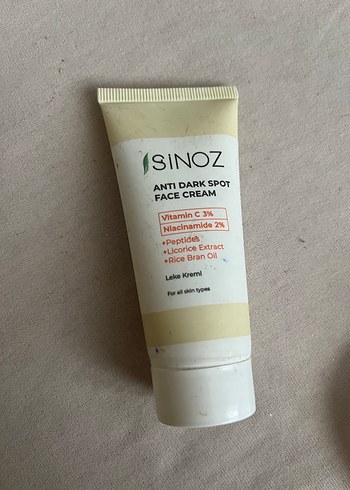 SINOZ
ANTI DARK SPOT
FACE CREAM
Vitamin C 3%
Niacinamide 2%
•Peptides
•Licorice Extract
•Rice Bran Oil
Leke Kremi
For all skin types